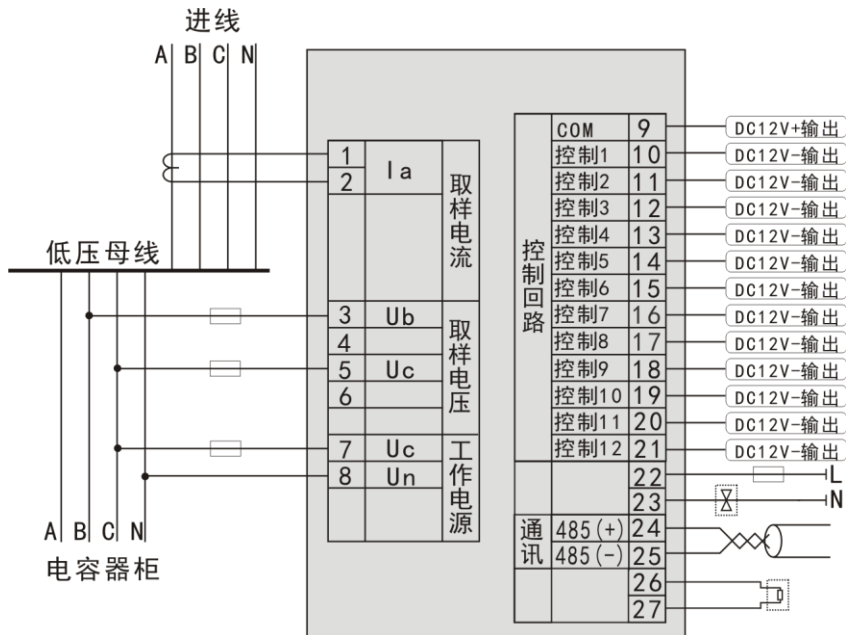 进线
A B C N
低压母线
A B C N
电容器柜
1 Ia
2
取样电流
3 Ub
4
5 Uc
6
取样电压
7 Uc
8 Un
工作电源
控制回路
COM 9 DC12V+输出
控制1 10 DC12V-输出
控制2 11 DC12V-输出
控制3 12 DC12V-输出
控制4 13 DC12V-输出
控制5 14 DC12V-输出
控制6 15 DC12V-输出
控制7 16 DC12V-输出
控制8 17 DC12V-输出
控制9 18 DC12V-输出
控制10 19 DC12V-输出
控制11 20 DC12V-输出
控制12 21 DC12V-输出
22 L
23 N
通讯
485(+) 24
485(-) 25
26
27